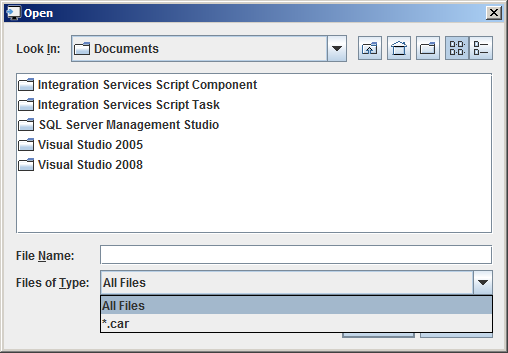 Open
Look In: Documents
Integration Services Script Component
Integration Services Script Task
SQL Server Management Studio
Visual Studio 2005
Visual Studio 2008
File Name:
Files of Type: All Files
All Files
*.car